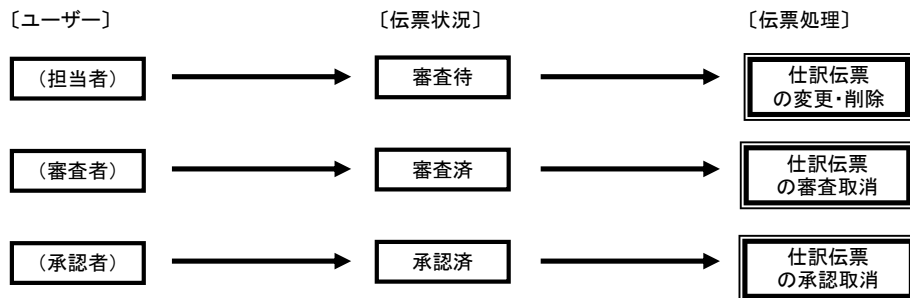 〔ユーザー〕 〔伝票状況〕 〔伝票処理〕
（担当者） 審査待 仕訳伝票
の変更・削除
（審査者） 審査済 仕訳伝票
の審査取消
（承認者） 承認済 仕訳伝票
の承認取消